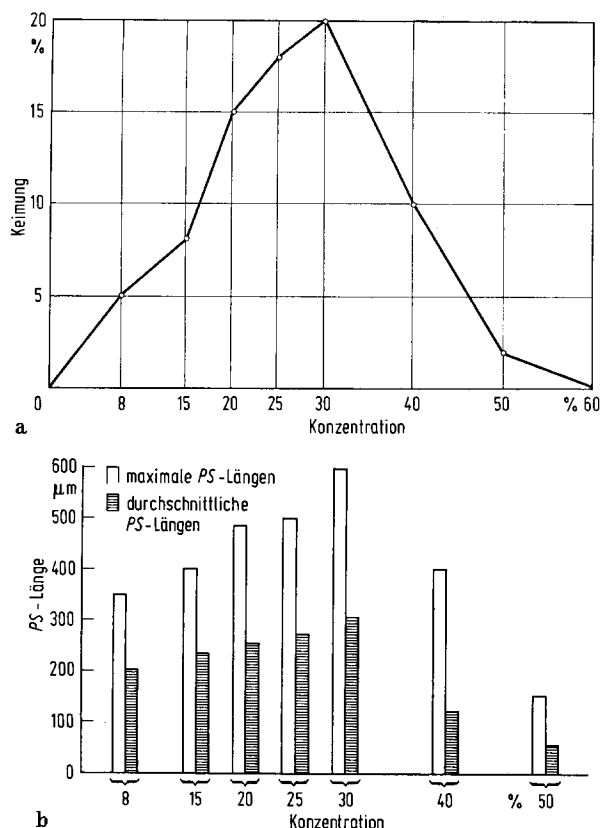 20
%
15
10
5
Keimung
0 8 15 20 25 30 40 50 % 60
Konzentration
a
600
µm
500
400
300
200
100
0
PS-Länge
maximale PS-Längen
durchschnittliche
PS-Längen
8 15 20 25 30 40 % 50
Konzentration
b